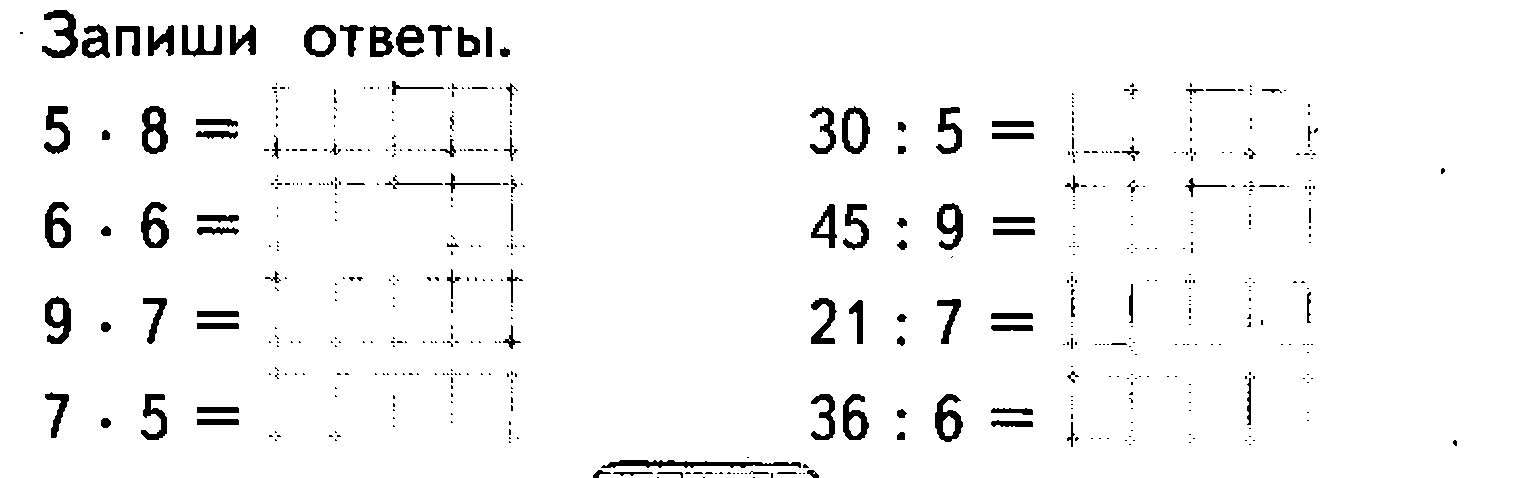 Запиши ответы.
5 · 8 =
30 : 5 =
6 · 6 =
45 : 9 =
9 · 7 =
21 : 7 =
7 · 5 =
36 : 6 =